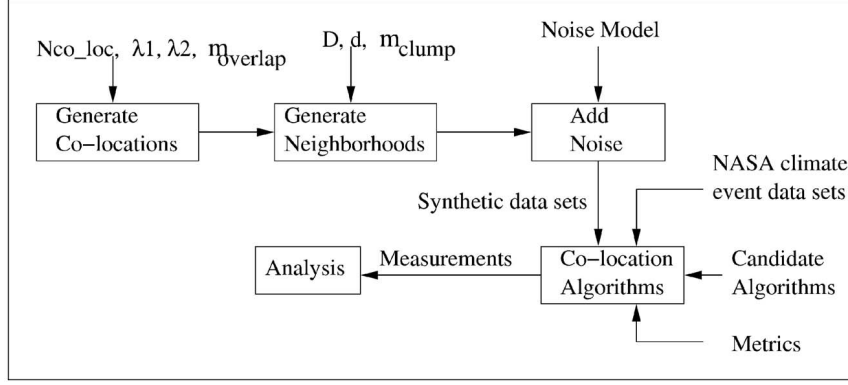 Nco_loc, λ1, λ2, m_overlap
D, d, m_clump
Noise Model
Generate
Co−locations
Generate
Neighborhoods
Add
Noise
Synthetic data sets
NASA climate
event data sets
Analysis
Measurements
Co−location
Algorithms
Candidate
Algorithms
Metrics